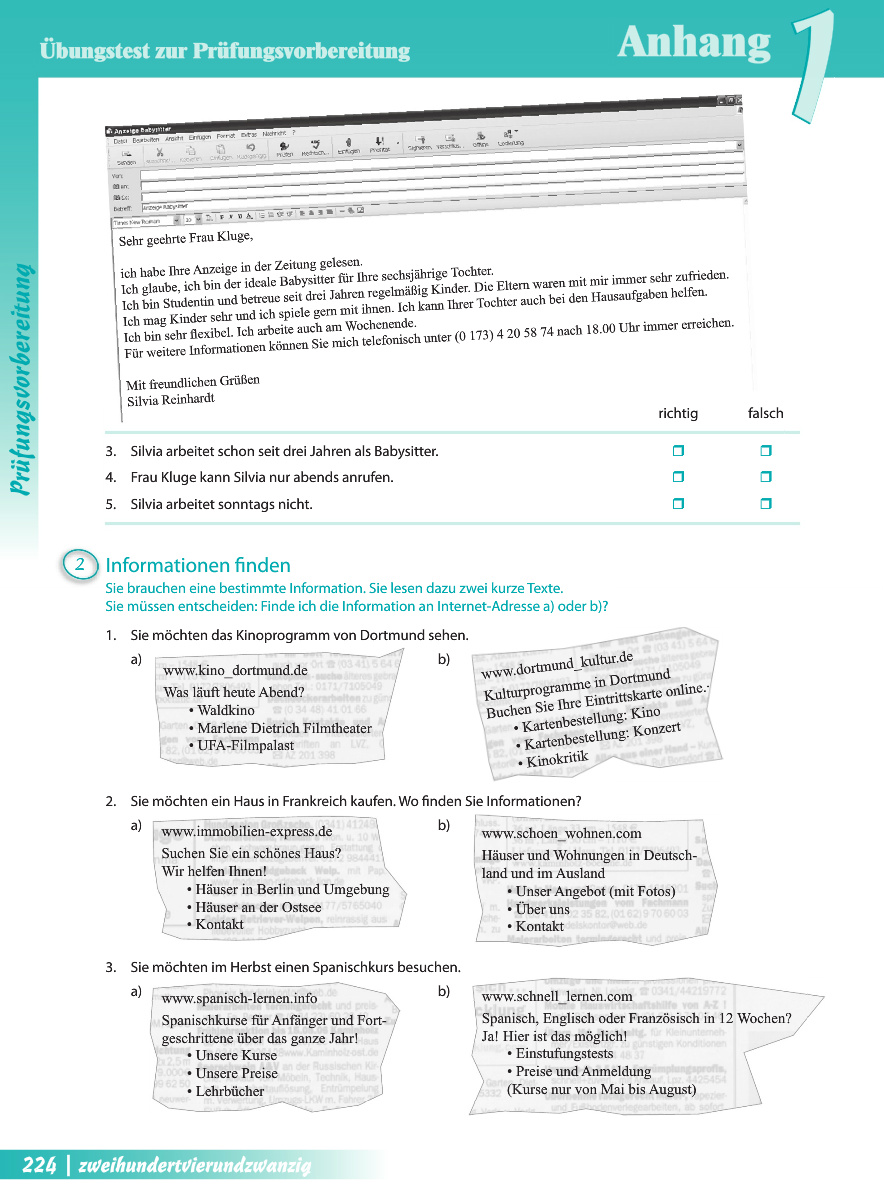 Übungstest zur Prüfungsvorbereitung
Anhang 1
Prüfungsvorbereitung
Anzeige Babysitter
Datei Bearbeiten Ansicht Einfügen Format Extras Nachricht ?
Senden
Prüfen
Einfügen
Priorität
Offline
Von:
An:
Cc:
Betreff: Anzeige Babysitter
Times New Roman
10
Sehr geehrte Frau Kluge,
ich habe Ihre Anzeige in der Zeitung gelesen.
Ich glaube, ich bin der ideale Babysitter für Ihre sechsjährige Tochter.
Ich bin Studentin und betreue seit drei Jahren regelmäßig Kinder. Die Eltern waren mit mir immer sehr zufrieden.
Ich mag Kinder sehr und ich spiele gern mit ihnen. Ich kann Ihrer Tochter auch bei den Hausaufgaben helfen.
Ich bin sehr flexibel. Ich arbeite auch am Wochenende.
Für weitere Informationen können Sie mich telefonisch unter (0 173) 4 20 58 74 nach 18.00 Uhr immer erreichen.
Mit freundlichen Grüßen
Silvia Reinhardt
richtig falsch
3. Silvia arbeitet schon seit drei Jahren als Babysitter.
4. Frau Kluge kann Silvia nur abends anrufen.
5. Silvia arbeitet sonntags nicht.
2 Informationen finden
Sie brauchen eine bestimmte Information. Sie lesen dazu zwei kurze Texte.
Sie müssen entscheiden: Finde ich die Information an Internet-Adresse a) oder b)?
1. Sie möchten das Kinoprogramm von Dortmund sehen.
a)
www.kino_dortmund.de
Was läuft heute Abend?
• Waldkino
• Marlene Dietrich Filmtheater
• UFA-Filmpalast
b)
www.dortmund_kultur.de
Kulturprogramme in Dortmund
Buchen Sie Ihre Eintrittskarte online.
• Kartenbestellung: Kino
• Kartenbestellung: Konzert
• Kinokritik
2. Sie möchten ein Haus in Frankreich kaufen. Wo finden Sie Informationen?
a)
www.immobilien-express.de
Suchen Sie ein schönes Haus?
Wir helfen Ihnen!
• Häuser in Berlin und Umgebung
• Häuser an der Ostsee
• Kontakt
b)
www.schoen_wohnen.com
Häuser und Wohnungen in Deutsch-
land und im Ausland
• Unser Angebot (mit Fotos)
• Über uns
• Kontakt
3. Sie möchten im Herbst einen Spanischkurs besuchen.
a)
www.spanisch-lernen.info
Spanischkurse für Anfänger und Fort-
geschrittene über das ganze Jahr!
• Unsere Kurse
• Unsere Preise
• Lehrbücher
b)
www.schnell_lernen.com
Spanisch, Englisch oder Französisch in 12 Wochen?
Ja! Hier ist das möglich!
• Einstufungstests
• Preise und Anmeldung
(Kurse nur von Mai bis August)
224 | zweihundertvierundzwanzig